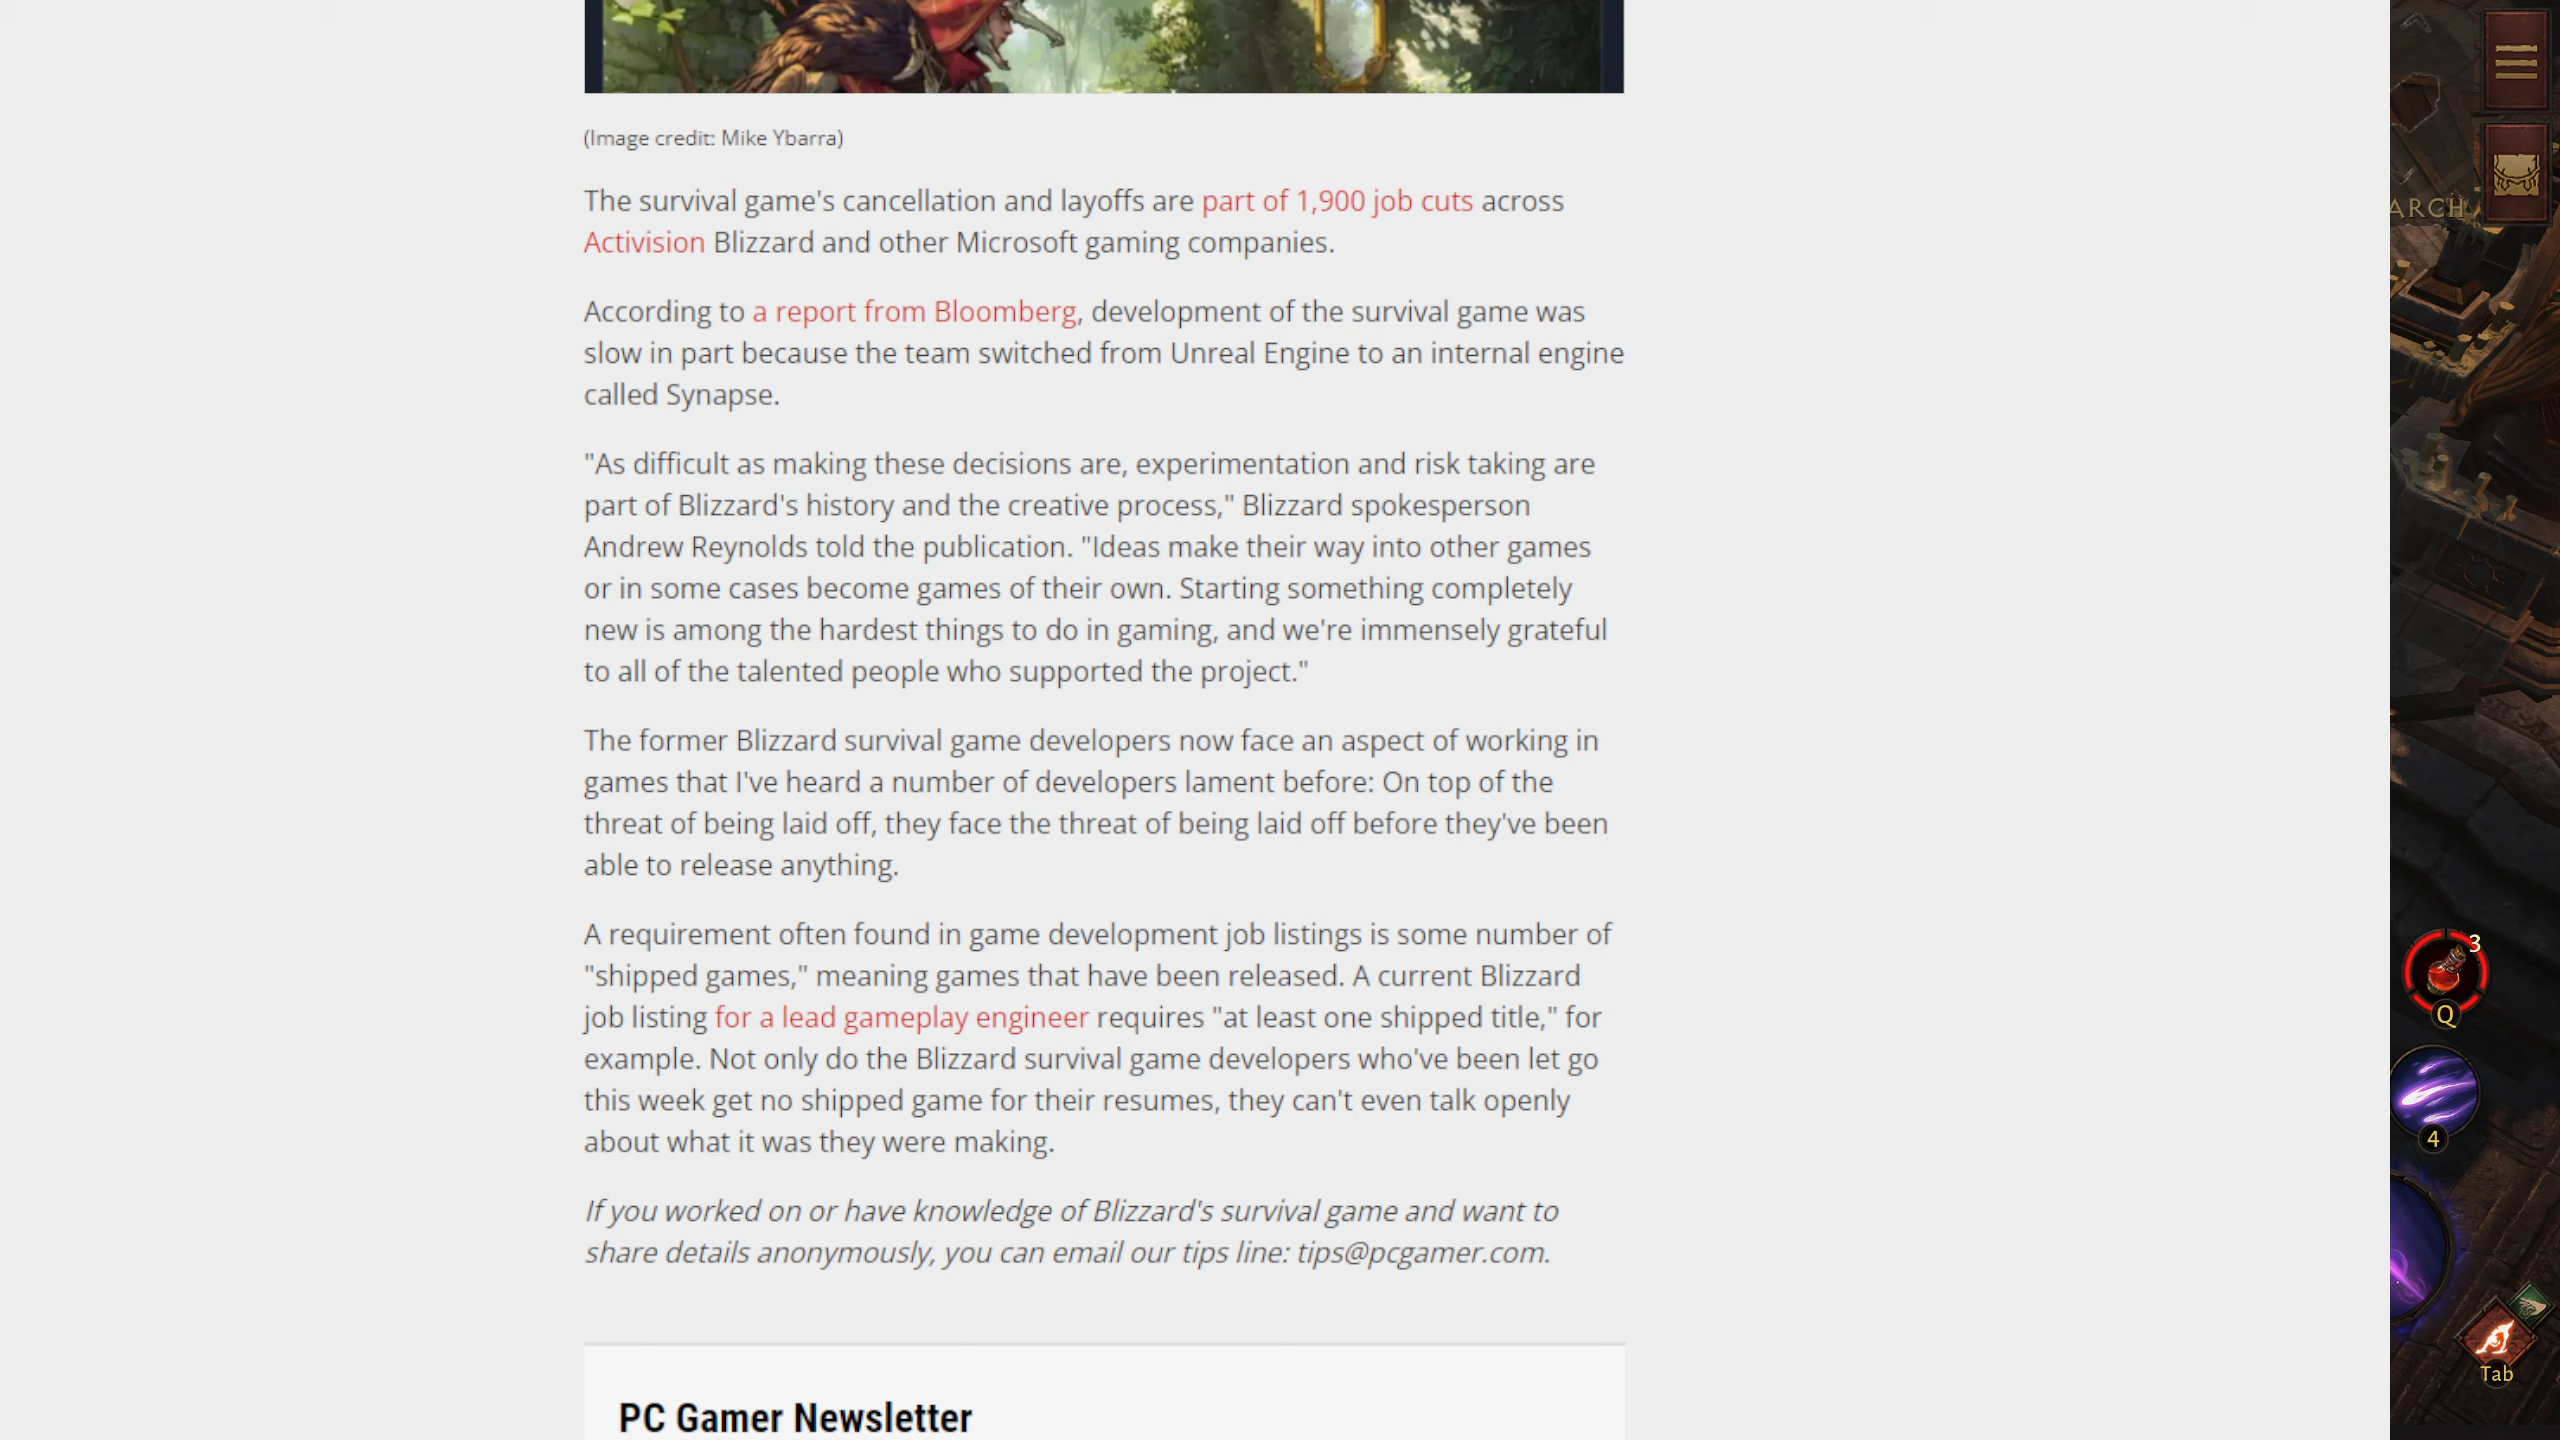 (Image credit: Mike Ybarra)
The survival game's cancellation and layoffs are part of 1,900 job cuts across
Activision Blizzard and other Microsoft gaming companies.
According to a report from Bloomberg, development of the survival game was
slow in part because the team switched from Unreal Engine to an internal engine
called Synapse.
"As difficult as making these decisions are, experimentation and risk taking are
part of Blizzard's history and the creative process," Blizzard spokesperson
Andrew Reynolds told the publication. "Ideas make their way into other games
or in some cases become games of their own. Starting something completely
new is among the hardest things to do in gaming, and we're immensely grateful
to all of the talented people who supported the project."
The former Blizzard survival game developers now face an aspect of working in
games that I've heard a number of developers lament before: On top of the
threat of being laid off, they face the threat of being laid off before they've been
able to release anything.
A requirement often found in game development job listings is some number of
"shipped games," meaning games that have been released. A current Blizzard
job listing for a lead gameplay engineer requires "at least one shipped title," for
example. Not only do the Blizzard survival game developers who've been let go
this week get no shipped game for their resumes, they can't even talk openly
about what it was they were making.
If you worked on or have knowledge of Blizzard's survival game and want to
share details anonymously, you can email our tips line: tips@pcgamer.com.
PC Gamer Newsletter
ARCH
3
Q
4
Tab